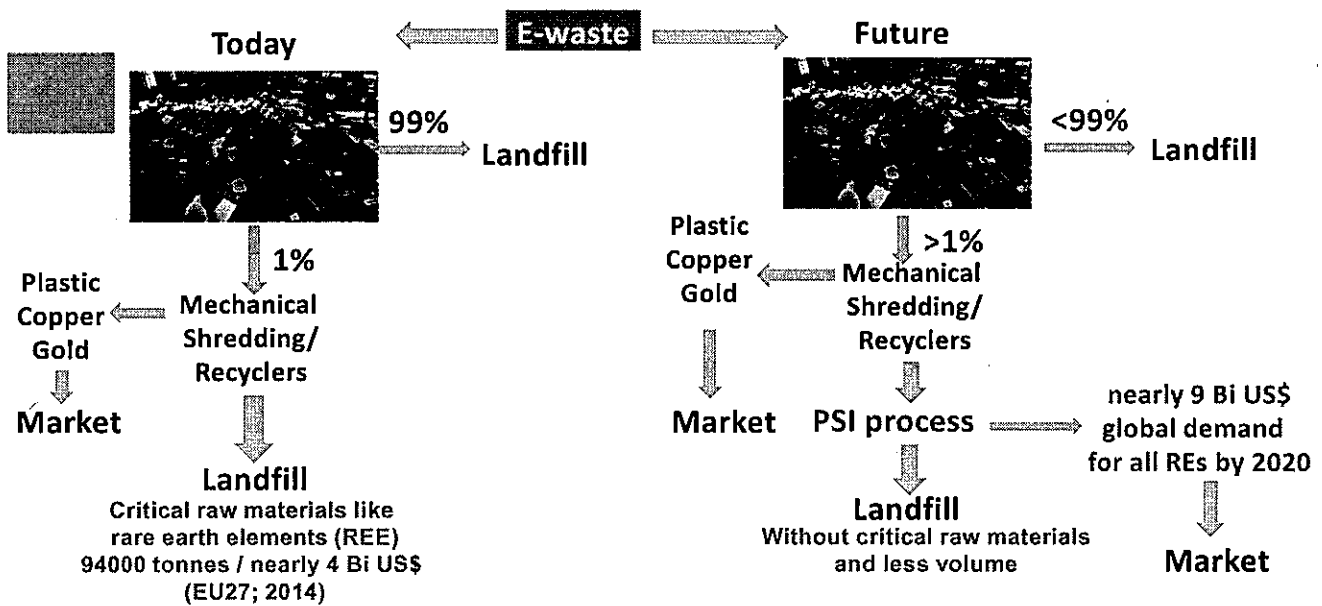 E-waste
Today
99%
Landfill
1%
Mechanical
Shredding/
Recyclers
Plastic
Copper
Gold
Market
Landfill
Critical raw materials like
rare earth elements (REE)
94000 tonnes / nearly 4 Bi US$
(EU27; 2014)
Future
<99%
Landfill
>1%
Mechanical
Shredding/
Recyclers
Plastic
Copper
Gold
Market
PSI process
nearly 9 Bi US$
global demand
for all REs by 2020
Market
Landfill
Without critical raw materials
and less volume